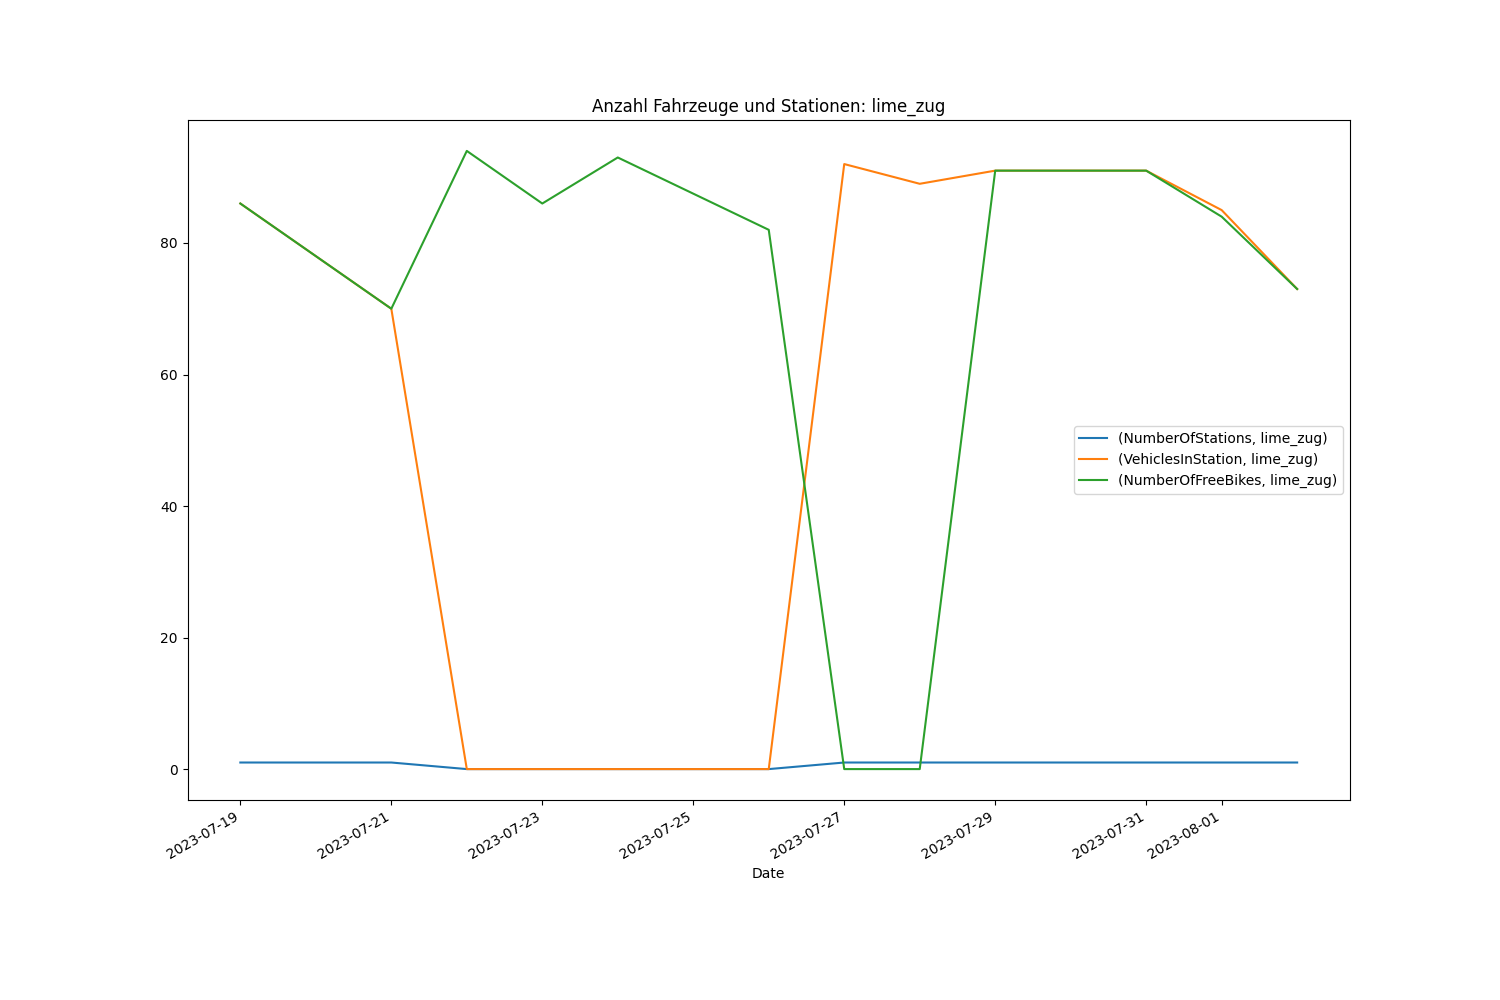 Anzahl Fahrzeuge und Stationen: lime_zug
80
60
40
20
0
(NumberOfStations, lime_zug)
(VehiclesInStation, lime_zug)
(NumberOfFreeBikes, lime_zug)
2023-07-19
2023-07-21
2023-07-23
2023-07-25
2023-07-27
2023-07-29
2023-07-31
2023-08-01
Date